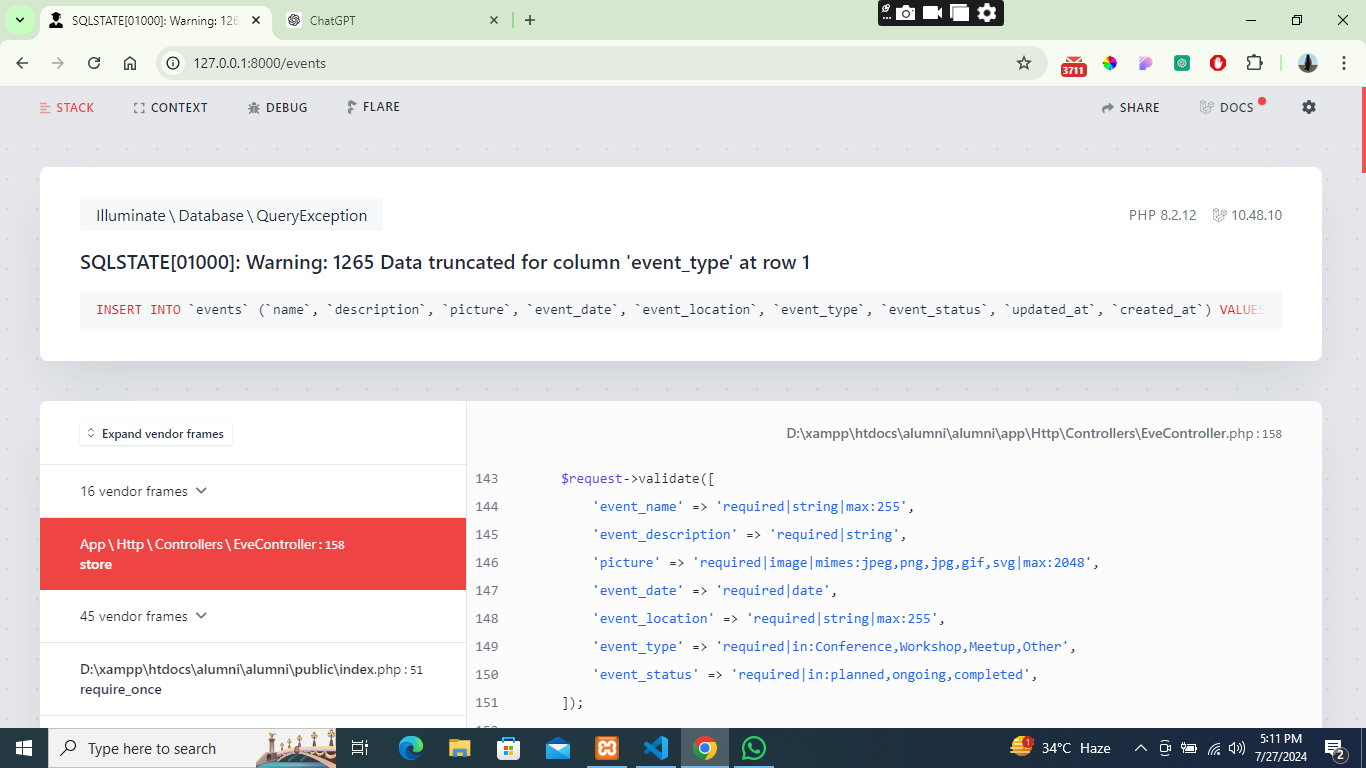 SQLSTATE[01000]: Warning: 126
ChatGPT
127.0.0.1:8000/events
3711
STACK
CONTEXT
DEBUG
FLARE
SHARE
DOCS
Illuminate \ Database \ QueryException
PHP 8.2.12
10.48.10
SQLSTATE[01000]: Warning: 1265 Data truncated for column 'event_type' at row 1
INSERT INTO `events` (`name`, `description`, `picture`, `event_date`, `event_location`, `event_type`, `event_status`, `updated_at`, `created_at`) VALUES
Expand vendor frames
D:\xampp\htdocs\alumni\alumni\app\Http\Controllers\EveController.php:158
16 vendor frames
App \ Http \ Controllers \ EveController:158
store
45 vendor frames
D:\xampp\htdocs\alumni\alumni\public\index.php:51
require_once
143 $request->validate([
144 'event_name' => 'required|string|max:255',
145 'event_description' => 'required|string',
146 'picture' => 'required|image|mimes:jpeg,png,jpg,gif,svg|max:2048',
147 'event_date' => 'required|date',
148 'event_location' => 'required|string|max:255',
149 'event_type' => 'required|in:Conference,Workshop,Meetup,Other',
150 'event_status' => 'required|in:planned,ongoing,completed',
151 ]);
Type here to search
1
34°C Haze
5:11 PM
7/27/2024
2